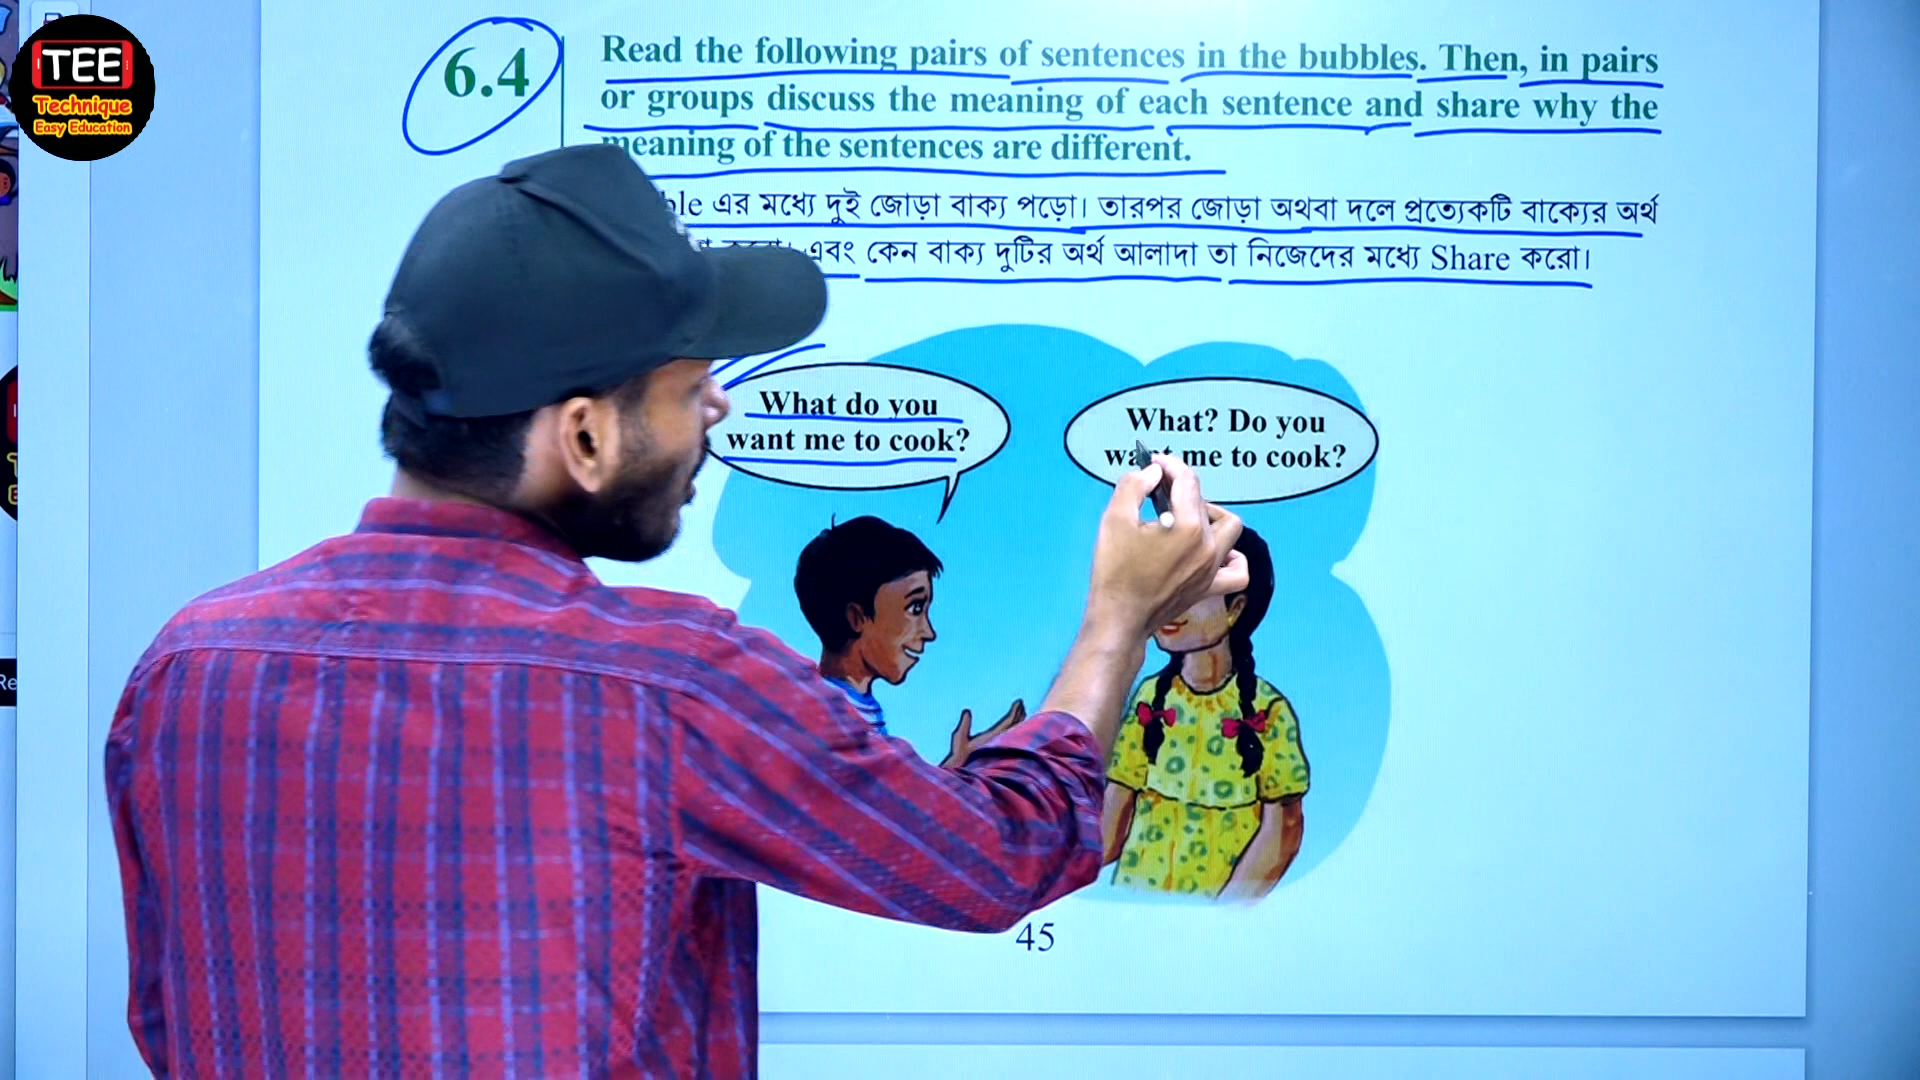 TEE
Technique
Easy Education
6.4
Read the following pairs of sentences in the bubbles. Then, in pairs
or groups discuss the meaning of each sentence and share why the
meaning of the sentences are different.
এর মধ্যে দুই জোড়া বাক্য পড়ো। তারপর জোড়া অথবা দলে প্রত্যেকটি বাক্যের অর্থ
এবং কেন বাক্য দুটির অর্থ আলাদা তা নিজেদের মধ্যে Share করো।
What do you
want me to cook?
What? Do you
want me to cook?
45